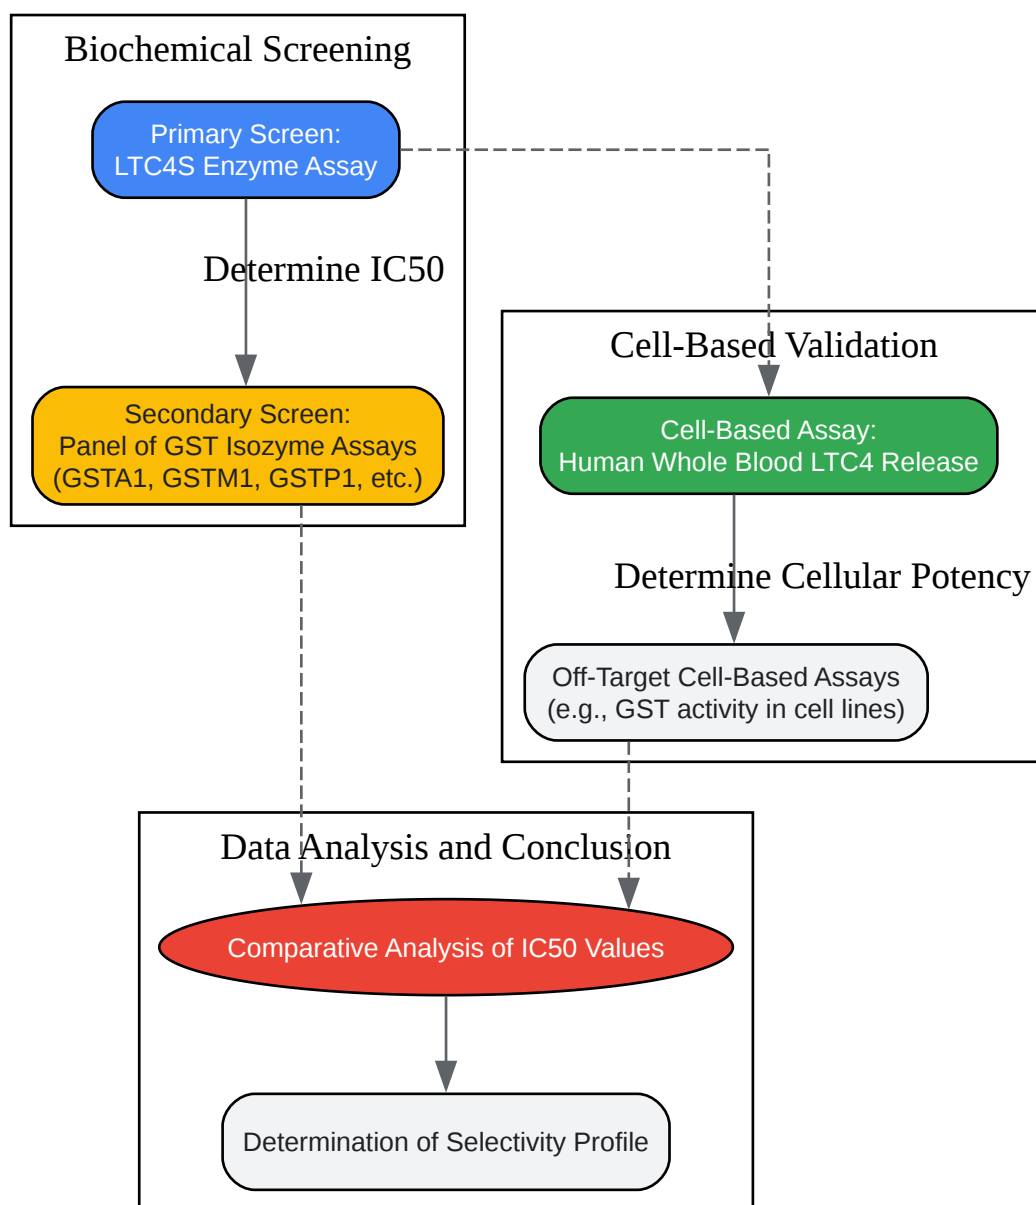 Biochemical Screening
Primary Screen:
LTC4S Enzyme Assay
Determine IC50
Secondary Screen:
Panel of GST Isozyme Assays
(GSTA1, GSTM1, GSTP1, etc.)
Cell-Based Validation
Cell-Based Assay:
Human Whole Blood LTC4 Release
Determine Cellular Potency
Off-Target Cell-Based Assays
(e.g., GST activity in cell lines)
Data Analysis and Conclusion
Comparative Analysis of IC50 Values
Determination of Selectivity Profile